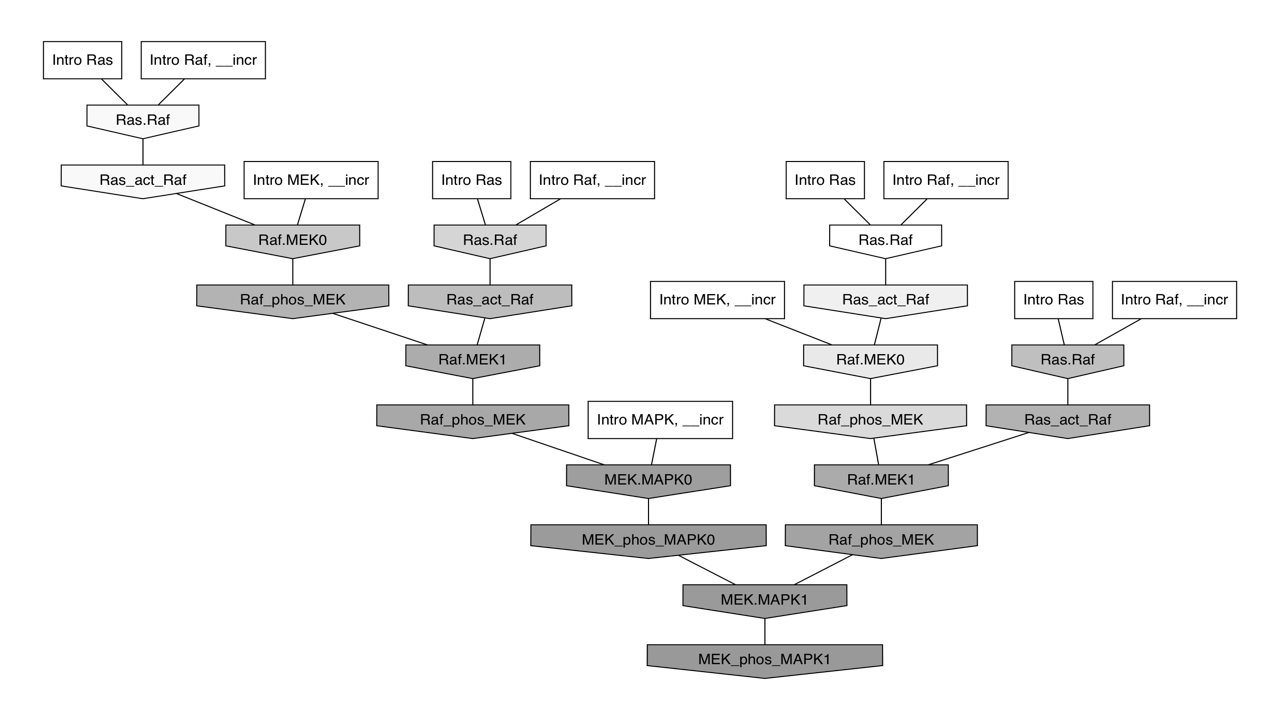 Intro Ras
Intro Raf, __incr
Ras.Raf
Ras_act_Raf
Intro MEK, __incr
Intro Ras
Intro Raf, __incr
Intro Ras
Intro Raf, __incr
Raf.MEK0
Ras.Raf
Ras.Raf
Raf_phos_MEK
Ras_act_Raf
Intro MEK, __incr
Ras_act_Raf
Intro Ras
Intro Raf, __incr
Raf.MEK1
Raf.MEK0
Ras.Raf
Raf_phos_MEK
Intro MAPK, __incr
Raf_phos_MEK
Ras_act_Raf
MEK.MAPK0
Raf.MEK1
MEK_phos_MAPK0
Raf_phos_MEK
MEK.MAPK1
MEK_phos_MAPK1